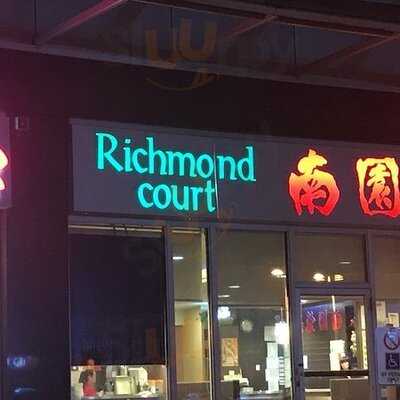 Richmond
court
南園